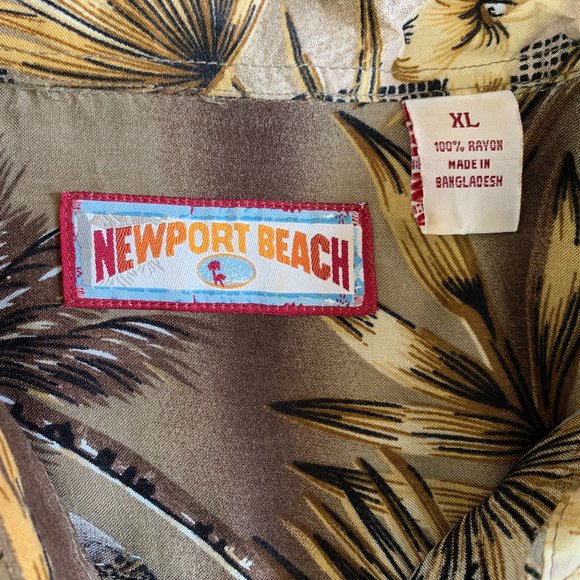 NEWPORT BEACH
XL
100% RAYON
MADE IN
BANGLADESH